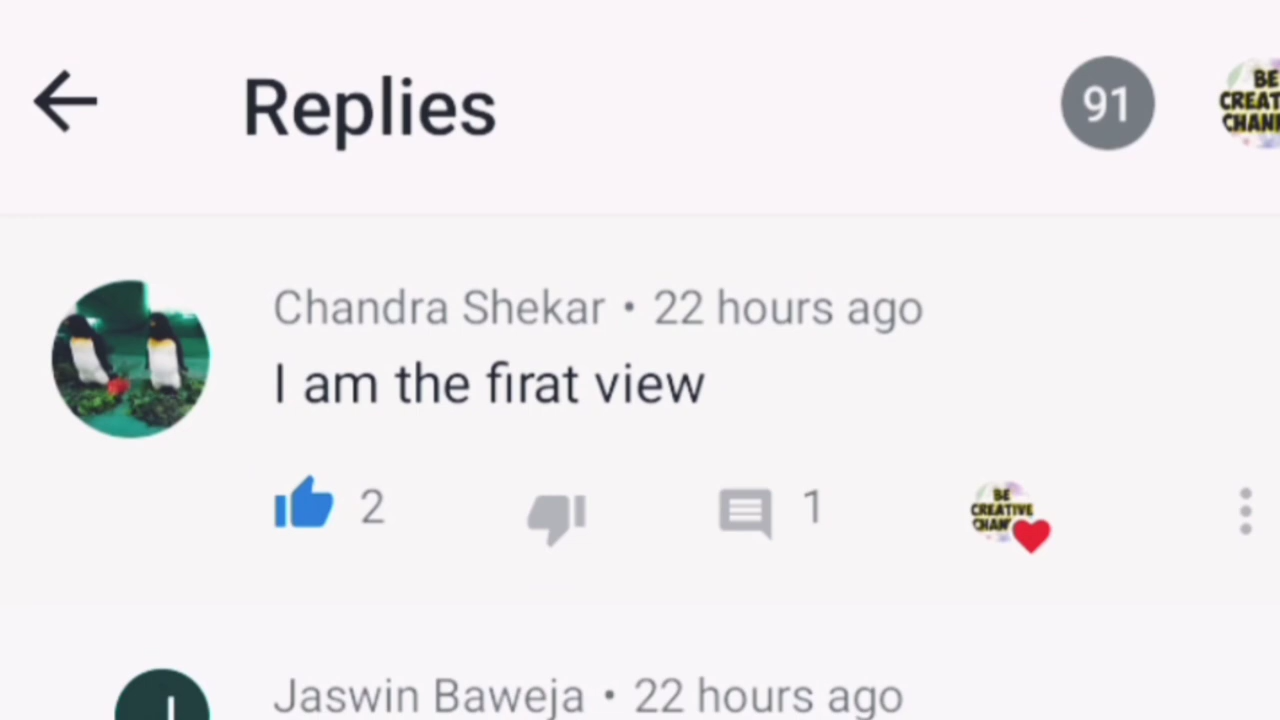 Replies
91
BE
CREAT
CHAN
Chandra Shekar • 22 hours ago
I am the firat view
2
1
BE
CREATIVE
CHAN
Jaswin Baweja • 22 hours ago
J